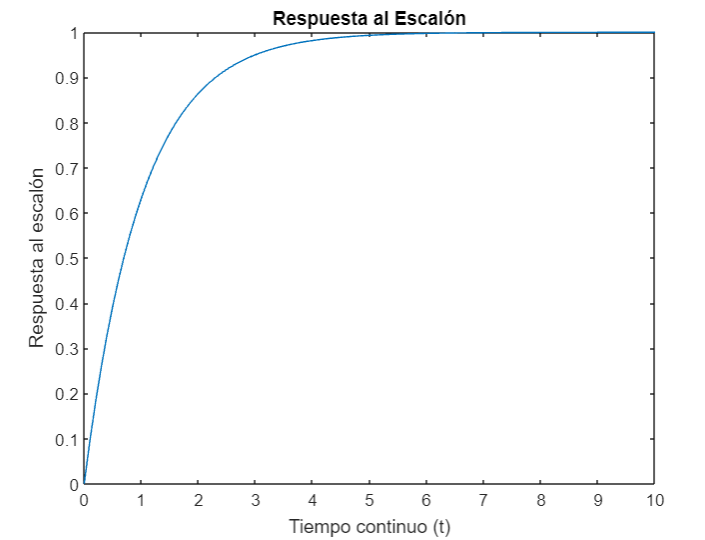 Respuesta al Escalón
Respuesta al escalón
1
0.9
0.8
0.7
0.6
0.5
0.4
0.3
0.2
0.1
0
0 1 2 3 4 5 6 7 8 9 10
Tiempo continuo (t)